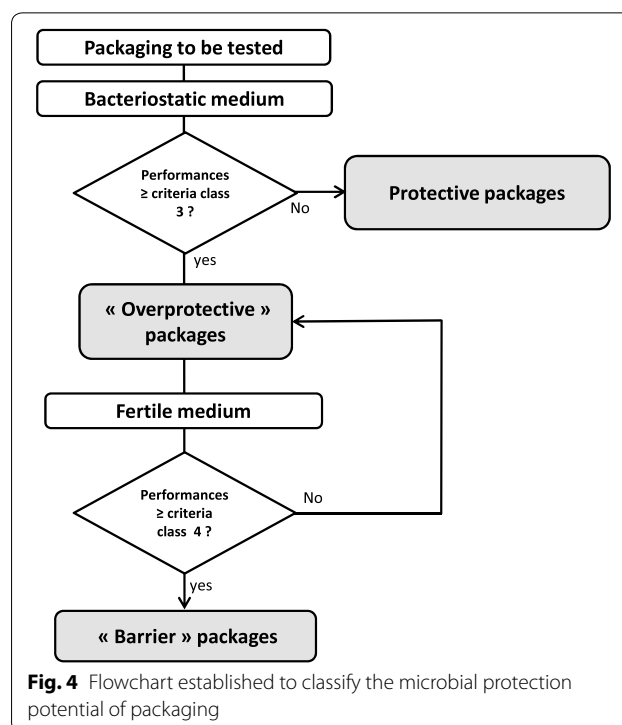 Packaging to be tested
Bacteriostatic medium
Performances
≥ criteria class
3 ?
No
Protective packages
yes
« Overprotective »
packages
Fertile medium
Performances
≥ criteria
class 4 ?
No
yes
« Barrier » packages
Fig. 4 Flowchart established to classify the microbial protection
potential of packaging